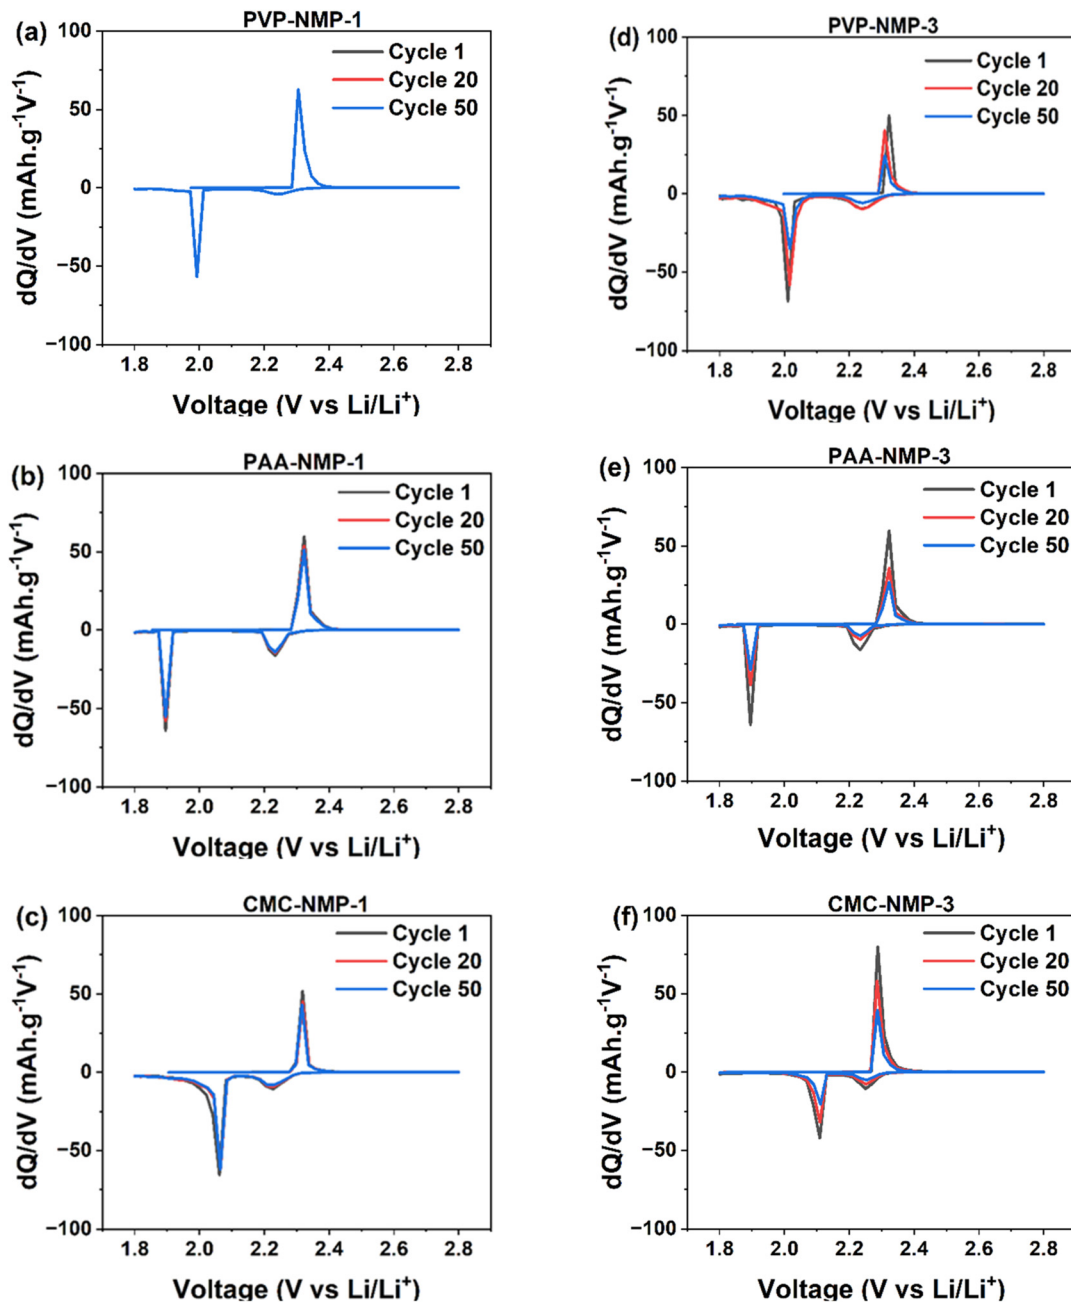 (a)
PVP-NMP-1
Cycle 1
Cycle 20
Cycle 50
100
50
0
−50
−100
dQ/dV (mAh.g⁻¹V⁻¹)
1.8 2.0 2.2 2.4 2.6 2.8
Voltage (V vs Li/Li⁺)
(d)
PVP-NMP-3
Cycle 1
Cycle 20
Cycle 50
100
50
0
−50
−100
dQ/dV (mAh.g⁻¹V⁻¹)
1.8 2.0 2.2 2.4 2.6 2.8
Voltage (V vs Li/Li⁺)
(b)
PAA-NMP-1
Cycle 1
Cycle 20
Cycle 50
100
50
0
−50
−100
dQ/dV (mAh.g⁻¹V⁻¹)
1.8 2.0 2.2 2.4 2.6 2.8
Voltage (V vs Li/Li⁺)
(e)
PAA-NMP-3
Cycle 1
Cycle 20
Cycle 50
100
50
0
−50
−100
dQ/dV (mAh.g⁻¹V⁻¹)
1.8 2.0 2.2 2.4 2.6 2.8
Voltage (V vs Li/Li⁺)
(c)
CMC-NMP-1
Cycle 1
Cycle 20
Cycle 50
100
50
0
−50
−100
dQ/dV (mAh.g⁻¹V⁻¹)
1.8 2.0 2.2 2.4 2.6 2.8
Voltage (V vs Li/Li⁺)
(f)
CMC-NMP-3
Cycle 1
Cycle 20
Cycle 50
100
50
0
−50
−100
dQ/dV (mAh.g⁻¹V⁻¹)
1.8 2.0 2.2 2.4 2.6 2.8
Voltage (V vs Li/Li⁺)